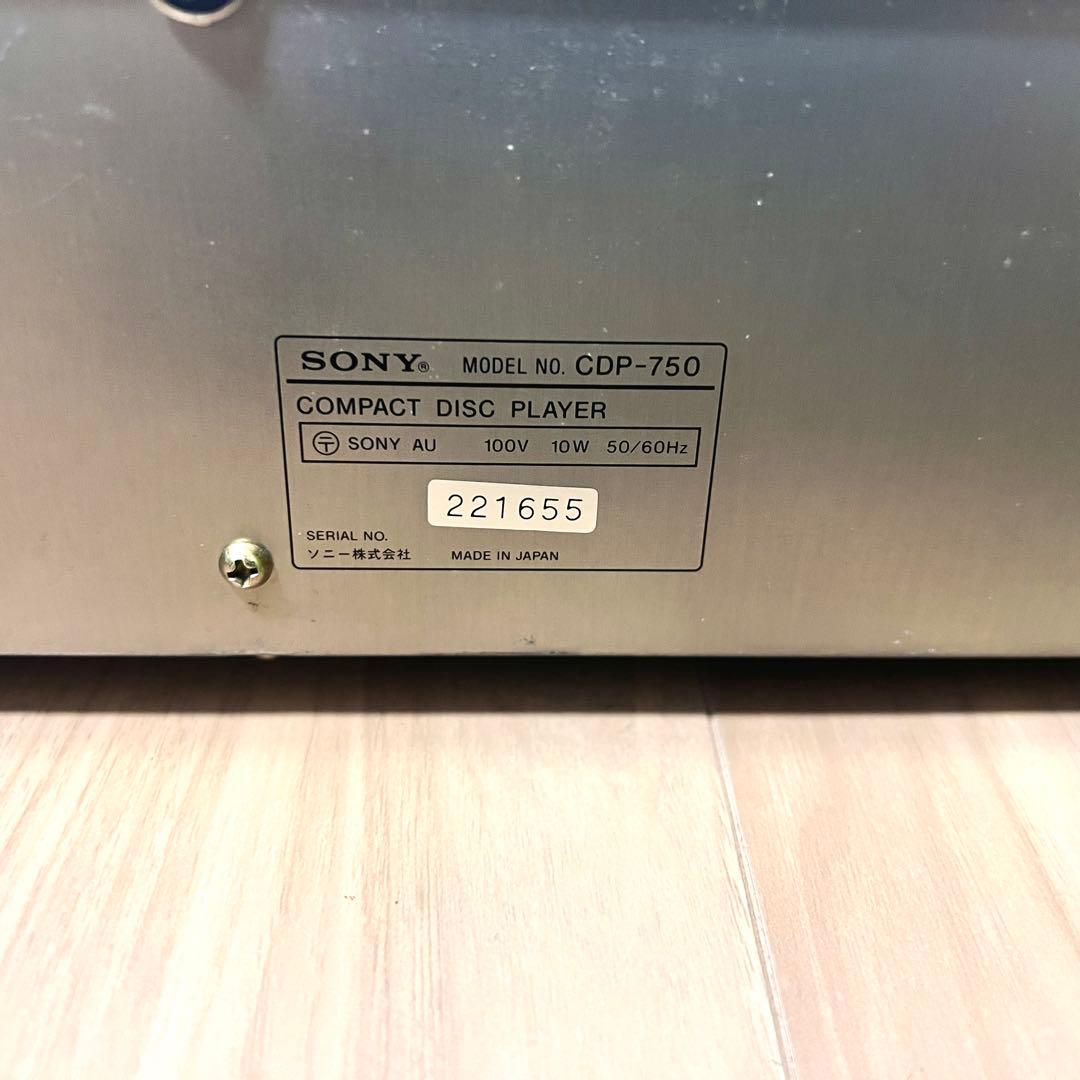 SONY® MODEL NO. CDP-750
COMPACT DISC PLAYER
〒 SONY AU 100V 10W 50/60Hz
221655
SERIAL NO.
ソニー株式会社 MADE IN JAPAN